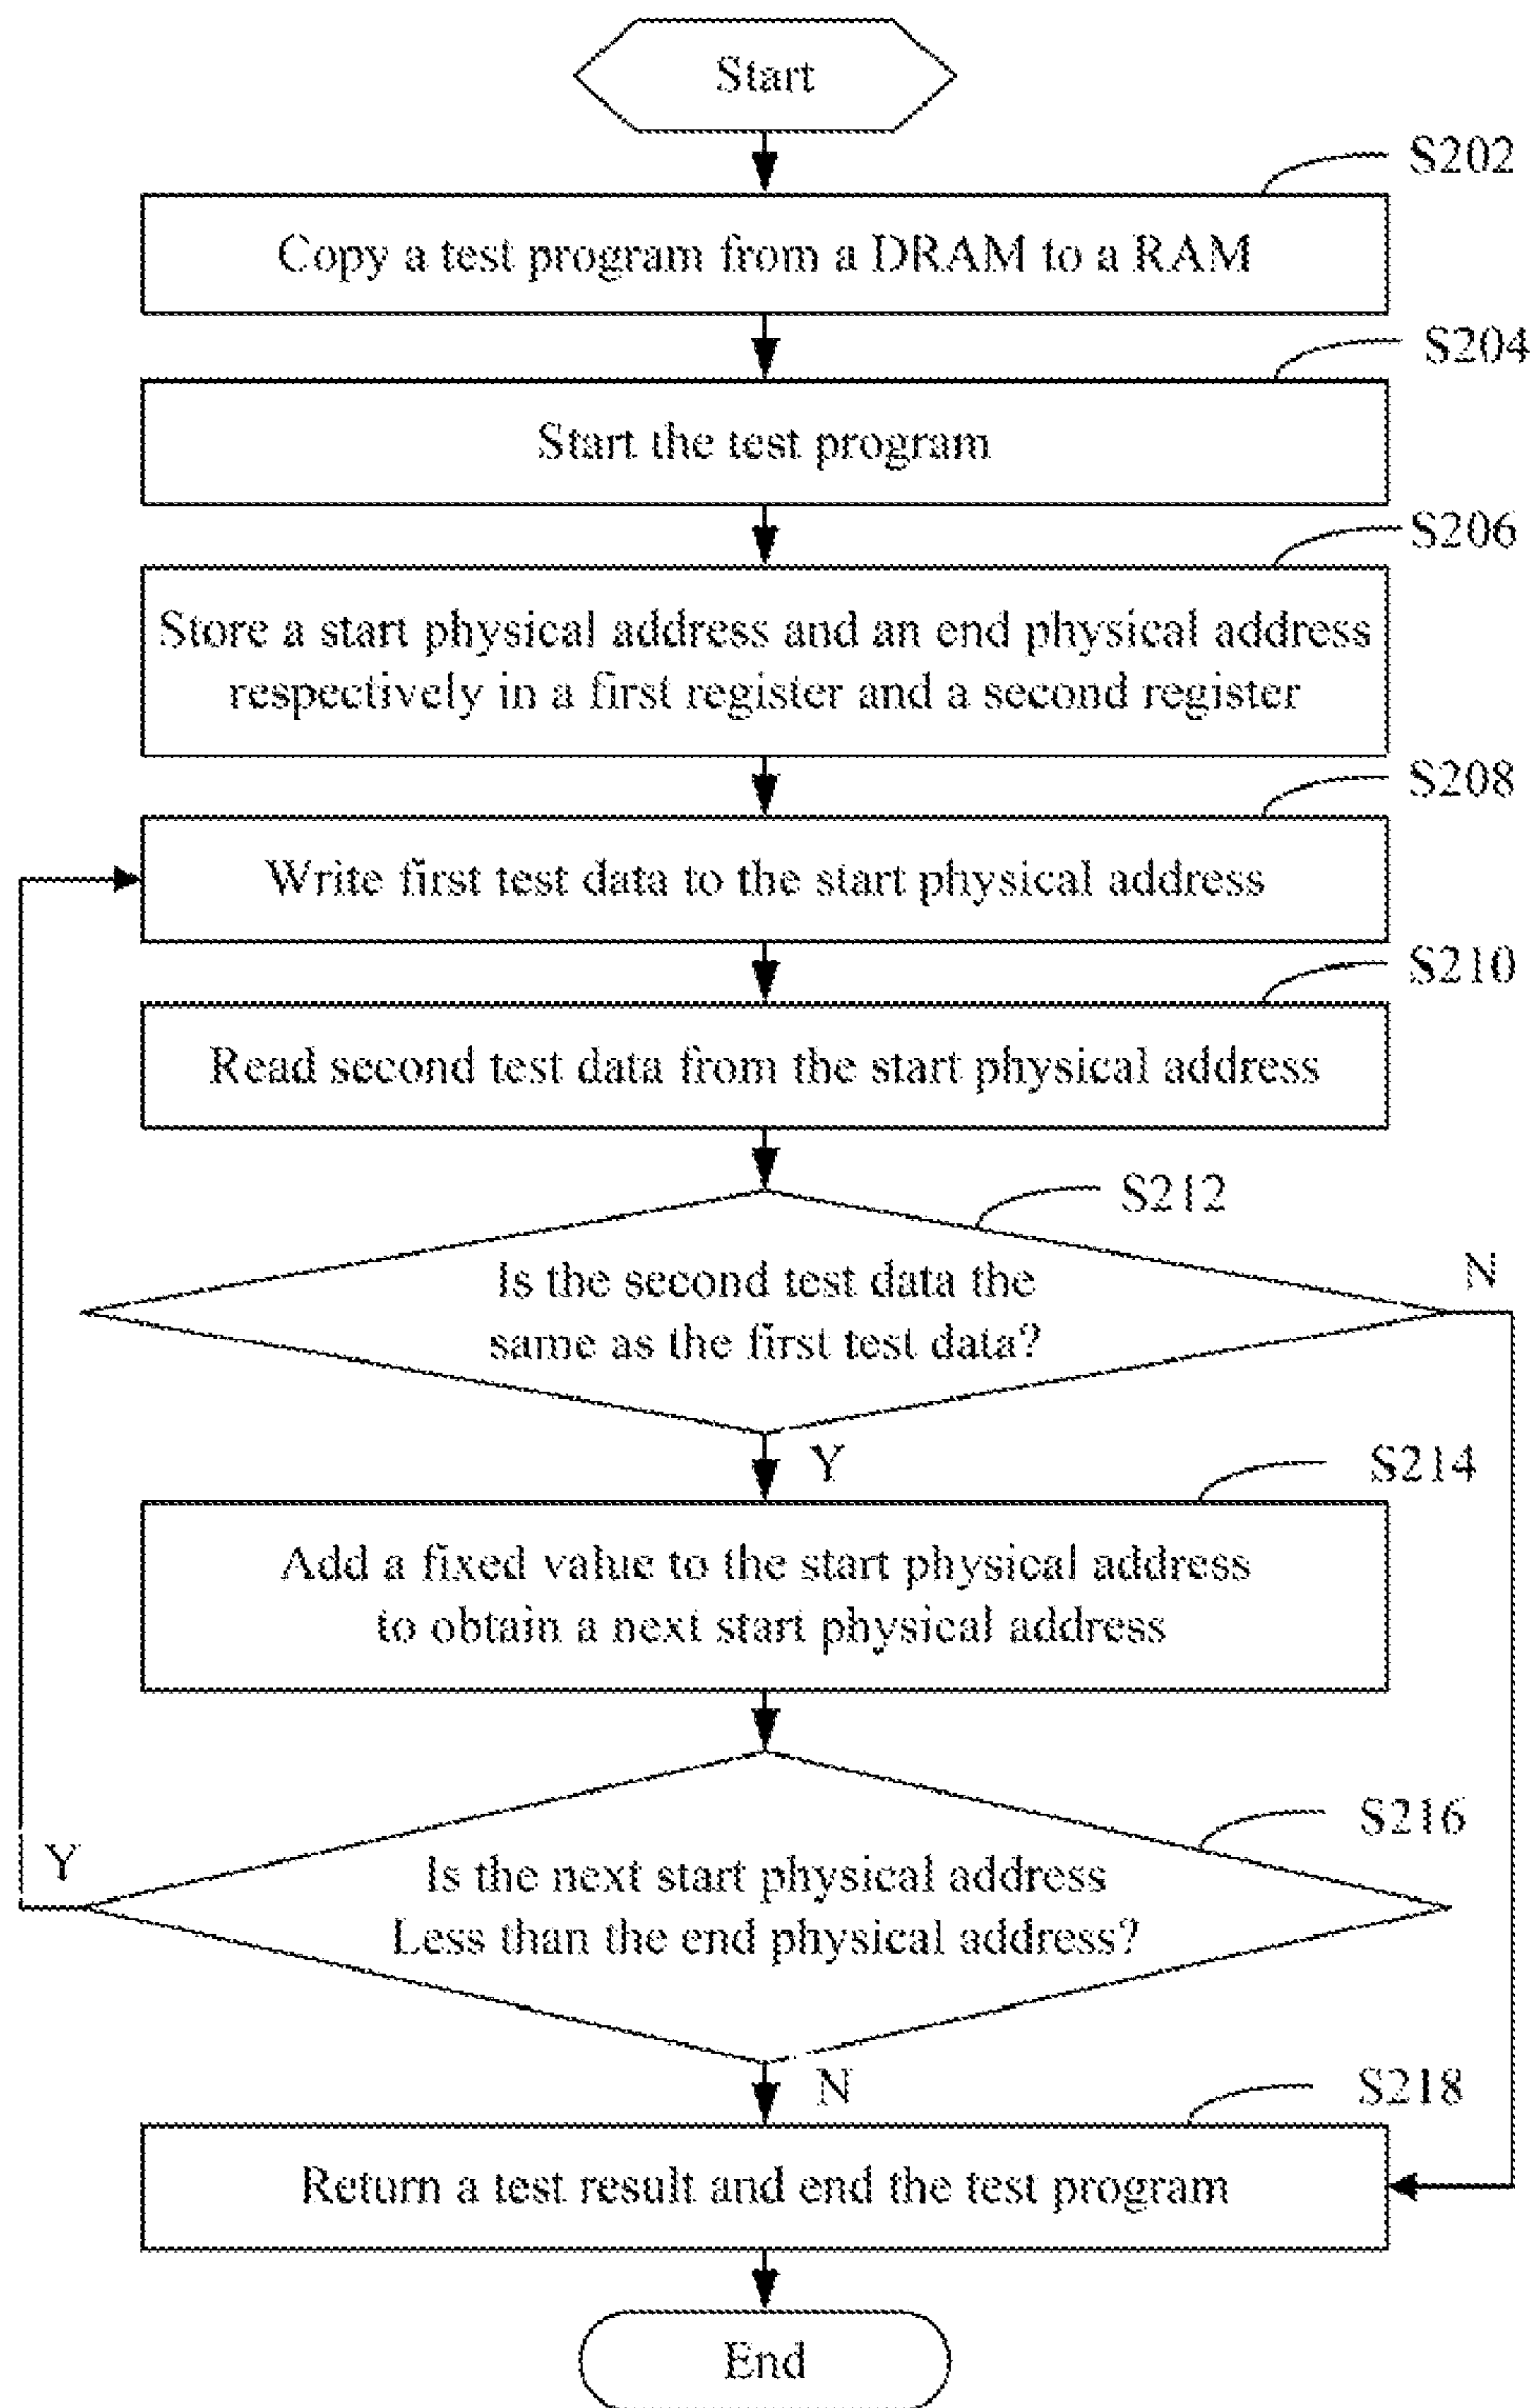 Start
S202
Copy a test program from a DRAM to a RAM
S204
Start the test program
S206
Store a start physical address and an end physical address
respectively in a first register and a second register
S208
Write first test data to the start physical address
S210
Read second test data from the start physical address
S212
Is the second test data the
same as the first test data?
N
Y
S214
Add a fixed value to the start physical address
to obtain a next start physical address
S216
Y
Is the next start physical address
Less than the end physical address?
N
S218
Return a test result and end the test program
End